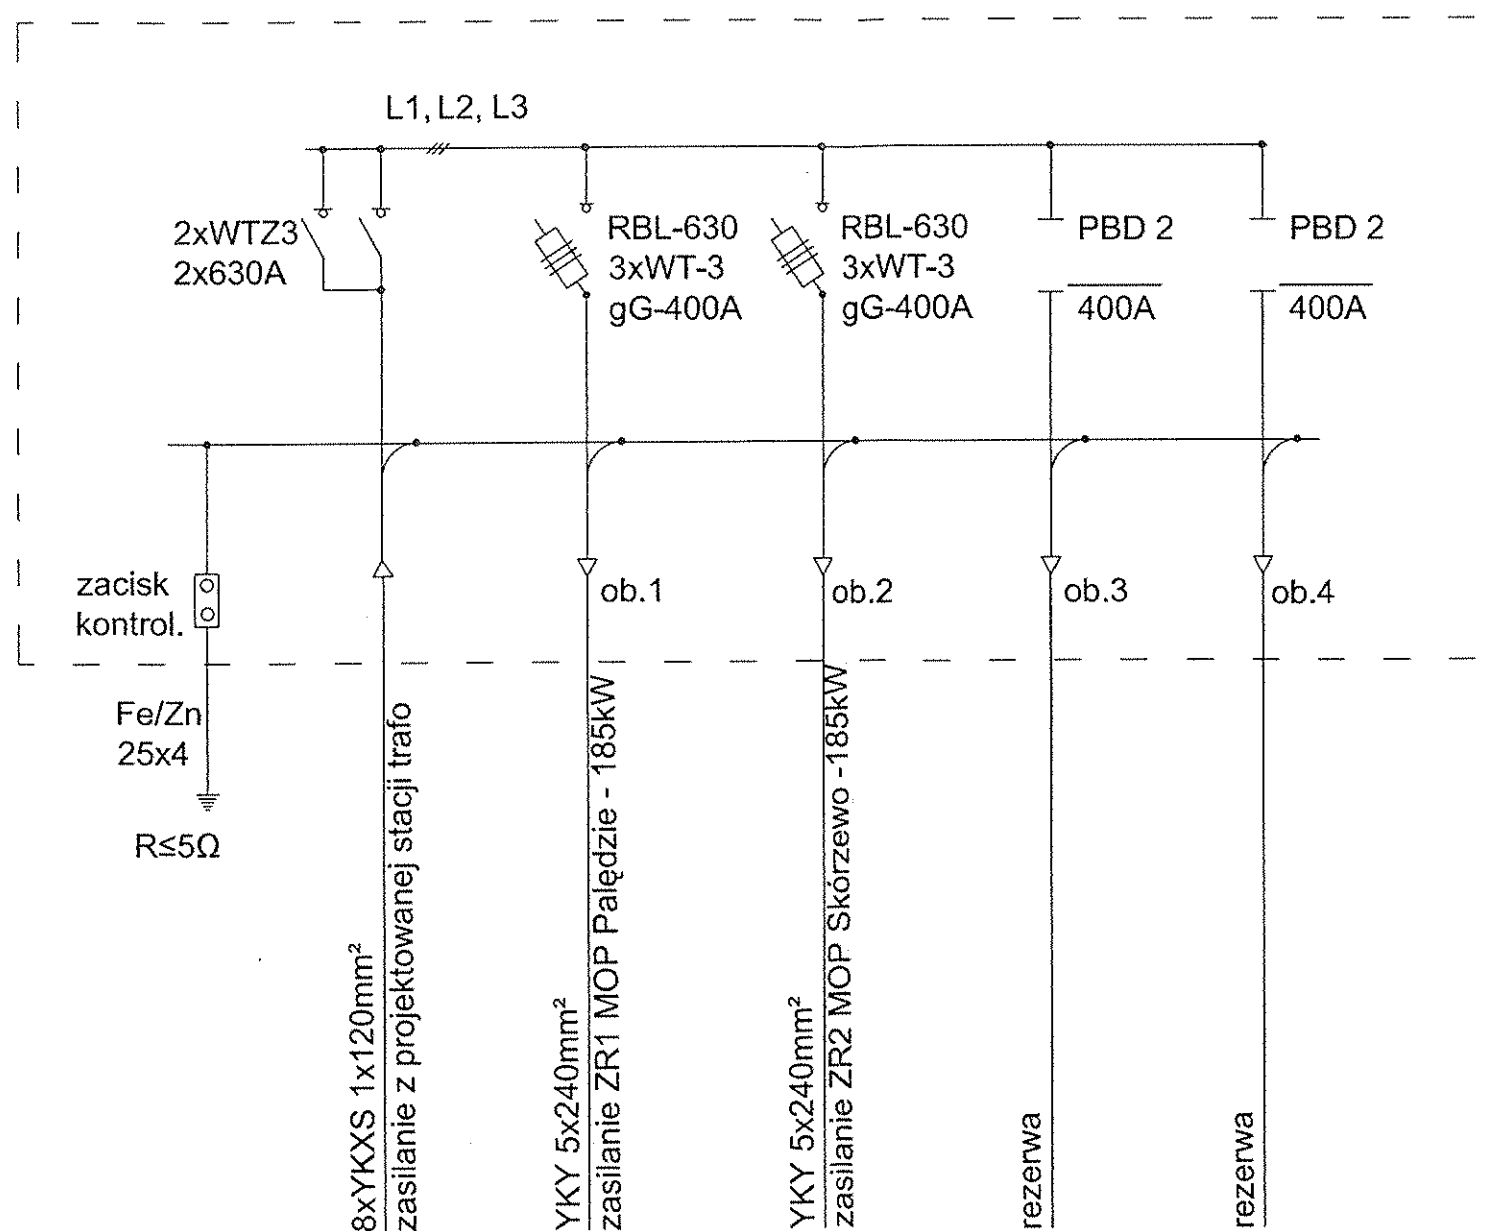 L1, L2, L3
2xWTZ3
2x630A
RBL-630
3xWT-3
gG-400A
RBL-630
3xWT-3
gG-400A
PBD 2
400A
PBD 2
400A
zacisk
kontrol.
ob.1
ob.2
ob.3
ob.4
Fe/Zn
25x4
R≤5Ω
8xYKXS 1x120mm²
zasilanie z projektowanej stacji trafo
YKY 5x240mm²
zasilanie ZR1 MOP Palędzie - 185kW
YKY 5x240mm²
zasilanie ZR2 MOP Skórzewo -185kW
rezerwa
rezerwa